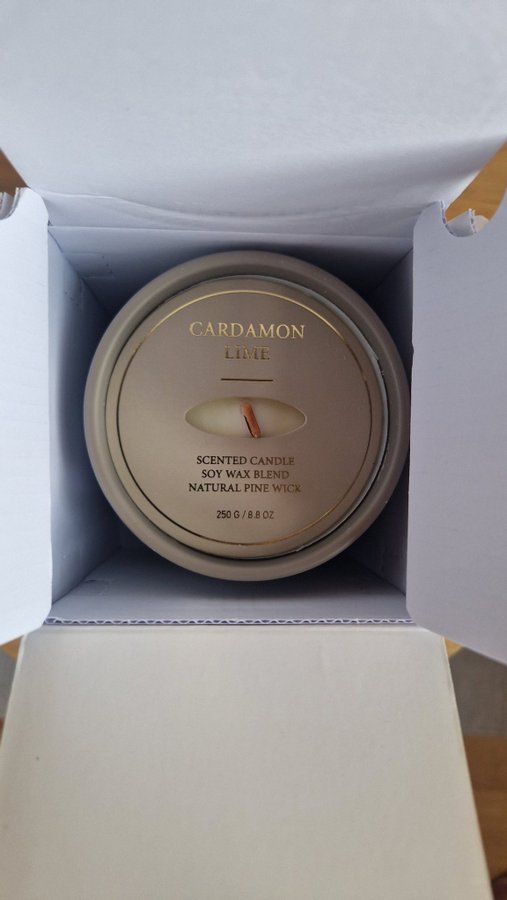 CARDAMON
LIME
SCENTED CANDLE
SOY WAX BLEND
NATURAL PINE WICK
250 G / 8.8 OZ